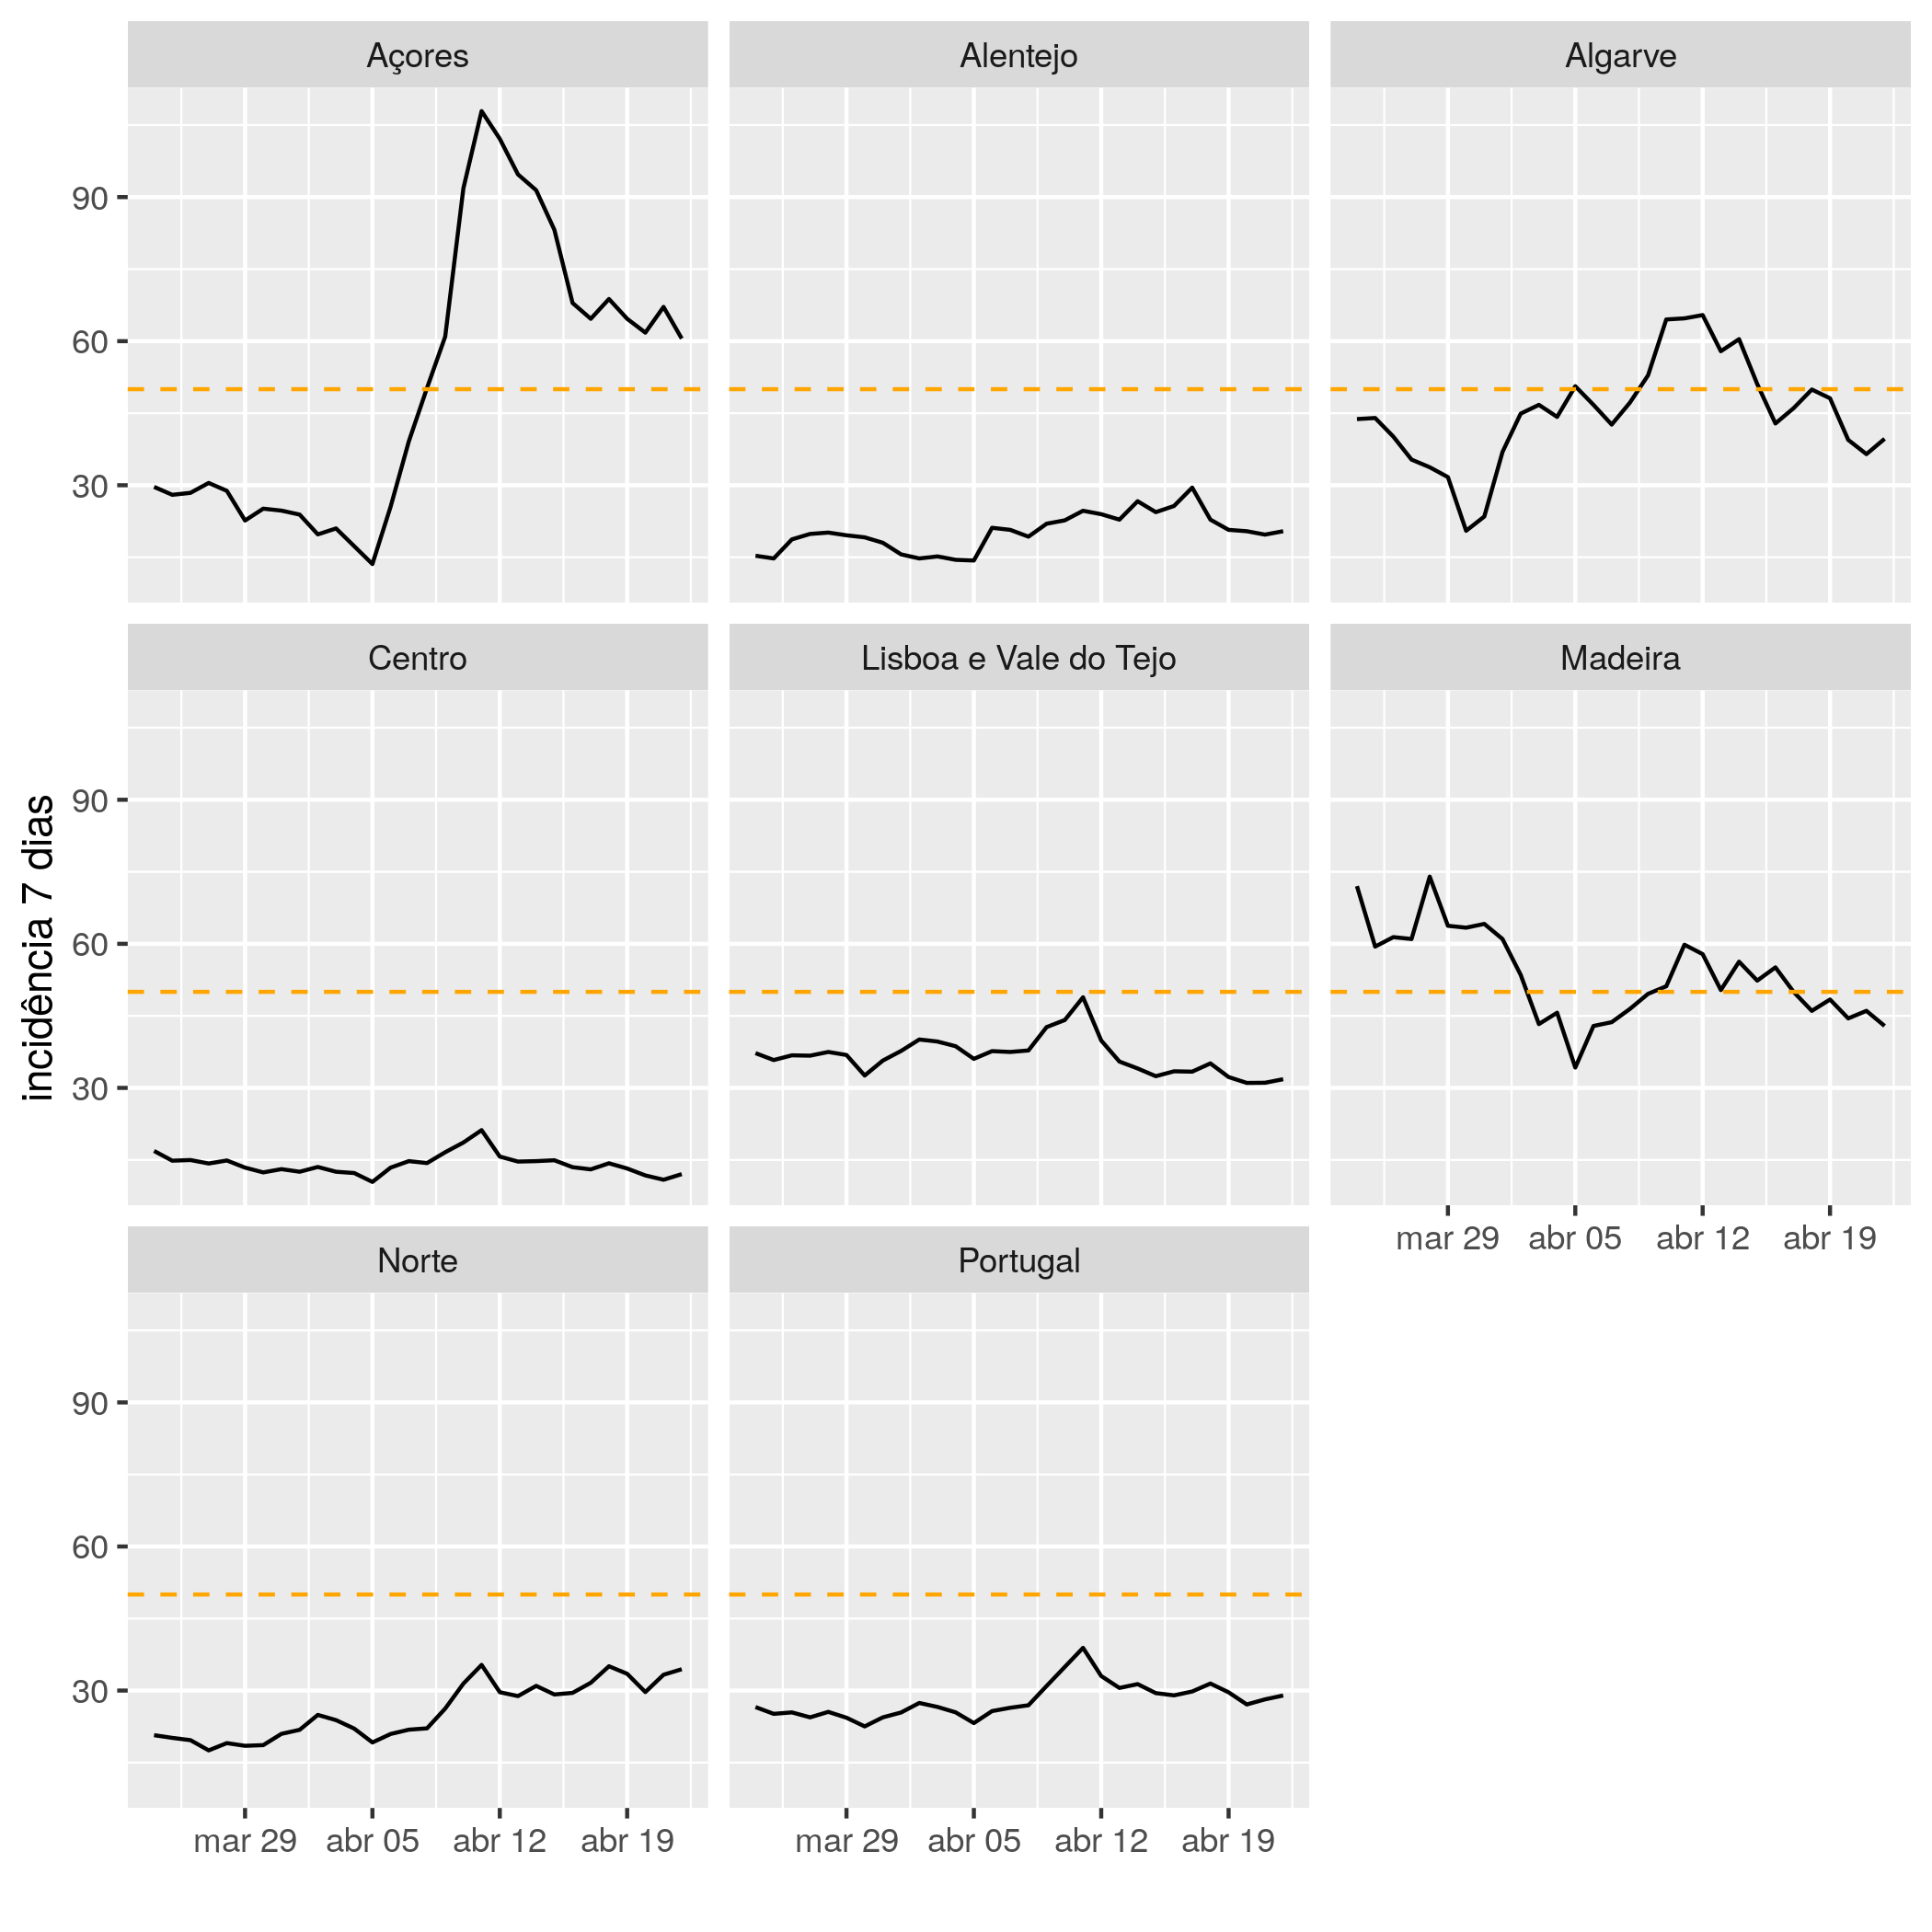 Açores
Alentejo
Algarve
90
60
30
Centro
Lisboa e Vale do Tejo
Madeira
incidência 7 dias
90
60
30
mar 29 abr 05 abr 12 abr 19
Norte
Portugal
90
60
30
mar 29 abr 05 abr 12 abr 19
mar 29 abr 05 abr 12 abr 19